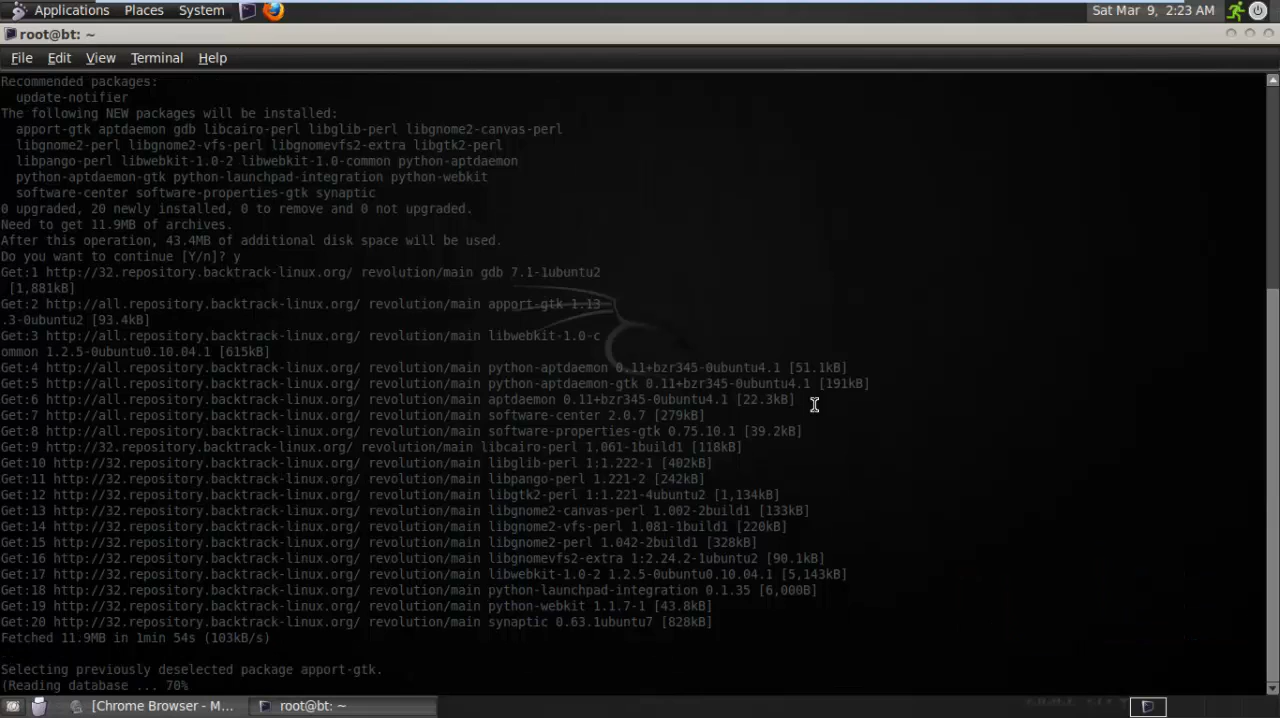 Applications Places System
Sat Mar 9, 2:23 AM
root@bt: ~
File Edit View Terminal Help
Recommended packages:
update-notifier
The following NEW packages will be installed:
apport-gtk aptdaemon gdb libcairo-perl libglib-perl libgnome2-canvas-perl
libgnome2-perl libgnome2-vfs-perl libgnomevfs2-extra libgtk2-perl
libpango-perl libwebkit-1.0-2 libwebkit-1.0-common python-aptdaemon
python-aptdaemon-gtk python-launchpad-integration python-webkit
software-center software-properties-gtk synaptic
0 upgraded, 20 newly installed, 0 to remove and 0 not upgraded.
Need to get 11.9MB of archives.
After this operation, 43.4MB of additional disk space will be used.
Do you want to continue [Y/n]? y
Get:1 http://32.repository.backtrack-linux.org/ revolution/main gdb 7.1-1ubuntu2
[1,881kB]
Get:2 http://all.repository.backtrack-linux.org/ revolution/main apport-gtk 1.13
.3-0ubuntu2 [93.4kB]
Get:3 http://all.repository.backtrack-linux.org/ revolution/main libwebkit-1.0-c
ommon 1.2.5-0ubuntu0.10.04.1 [615kB]
Get:4 http://all.repository.backtrack-linux.org/ revolution/main python-aptdaemon 0.11+bzr345-0ubuntu4.1 [51.1kB]
Get:5 http://all.repository.backtrack-linux.org/ revolution/main python-aptdaemon-gtk 0.11+bzr345-0ubuntu4.1 [191kB]
Get:6 http://all.repository.backtrack-linux.org/ revolution/main aptdaemon 0.11+bzr345-0ubuntu4.1 [22.3kB]
Get:7 http://all.repository.backtrack-linux.org/ revolution/main software-center 2.0.7 [279kB]
Get:8 http://all.repository.backtrack-linux.org/ revolution/main software-properties-gtk 0.75.10.1 [39.2kB]
Get:9 http://32.repository.backtrack-linux.org/ revolution/main libcairo-perl 1.061-1build1 [118kB]
Get:10 http://32.repository.backtrack-linux.org/ revolution/main libglib-perl 1:1.222-1 [402kB]
Get:11 http://32.repository.backtrack-linux.org/ revolution/main libpango-perl 1.221-2 [242kB]
Get:12 http://32.repository.backtrack-linux.org/ revolution/main libgtk2-perl 1:1.221-4ubuntu2 [1,134kB]
Get:13 http://32.repository.backtrack-linux.org/ revolution/main libgnome2-canvas-perl 1.002-2build1 [133kB]
Get:14 http://32.repository.backtrack-linux.org/ revolution/main libgnome2-vfs-perl 1.081-1build1 [220kB]
Get:15 http://32.repository.backtrack-linux.org/ revolution/main libgnome2-perl 1.042-2build1 [328kB]
Get:16 http://32.repository.backtrack-linux.org/ revolution/main libgnomevfs2-extra 1:2.24.2-1ubuntu2 [90.1kB]
Get:17 http://32.repository.backtrack-linux.org/ revolution/main libwebkit-1.0-2 1.2.5-0ubuntu0.10.04.1 [5,143kB]
Get:18 http://32.repository.backtrack-linux.org/ revolution/main python-launchpad-integration 0.1.35 [6,000B]
Get:19 http://32.repository.backtrack-linux.org/ revolution/main python-webkit 1.1.7-1 [43.8kB]
Get:20 http://32.repository.backtrack-linux.org/ revolution/main synaptic 0.63.1ubuntu7 [828kB]
Fetched 11.9MB in 1min 54s (103kB/s)
Selecting previously deselected package apport-gtk.
(Reading database ... 70%
[Chrome Browser - M...
root@bt: ~